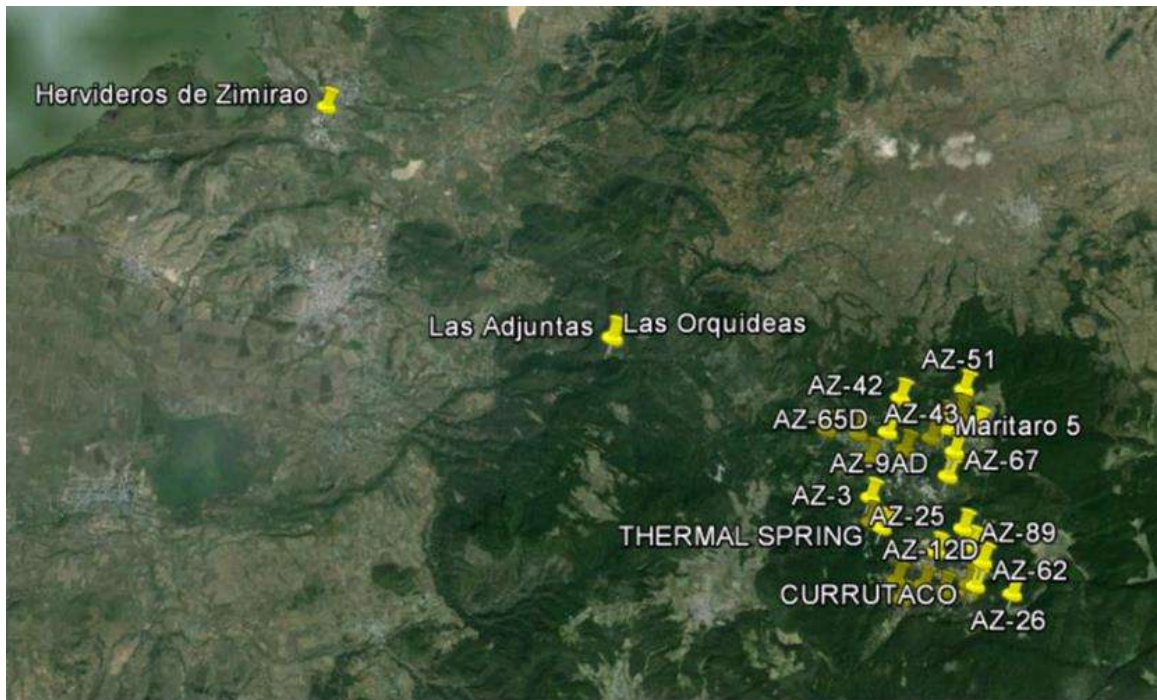 Hervideros de Zimirao
Las Adjuntas
Las Orquideas
AZ-51
AZ-42
AZ-65D
AZ-43
Maritaro 5
AZ-9AD
AZ-67
AZ-3
AZ-25
THERMAL SPRING
AZ-89
AZ-12D
AZ-62
CURRUTACO
AZ-26